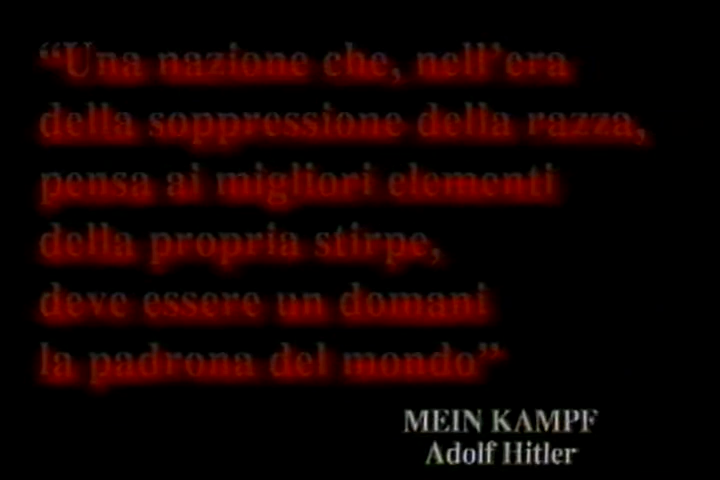 “Una nazione che, nell’era
della soppressione della razza,
pensa ai migliori elementi
della propria stirpe,
deve essere un domani
la padrona del mondo”
MEIN KAMPF
Adolf Hitler